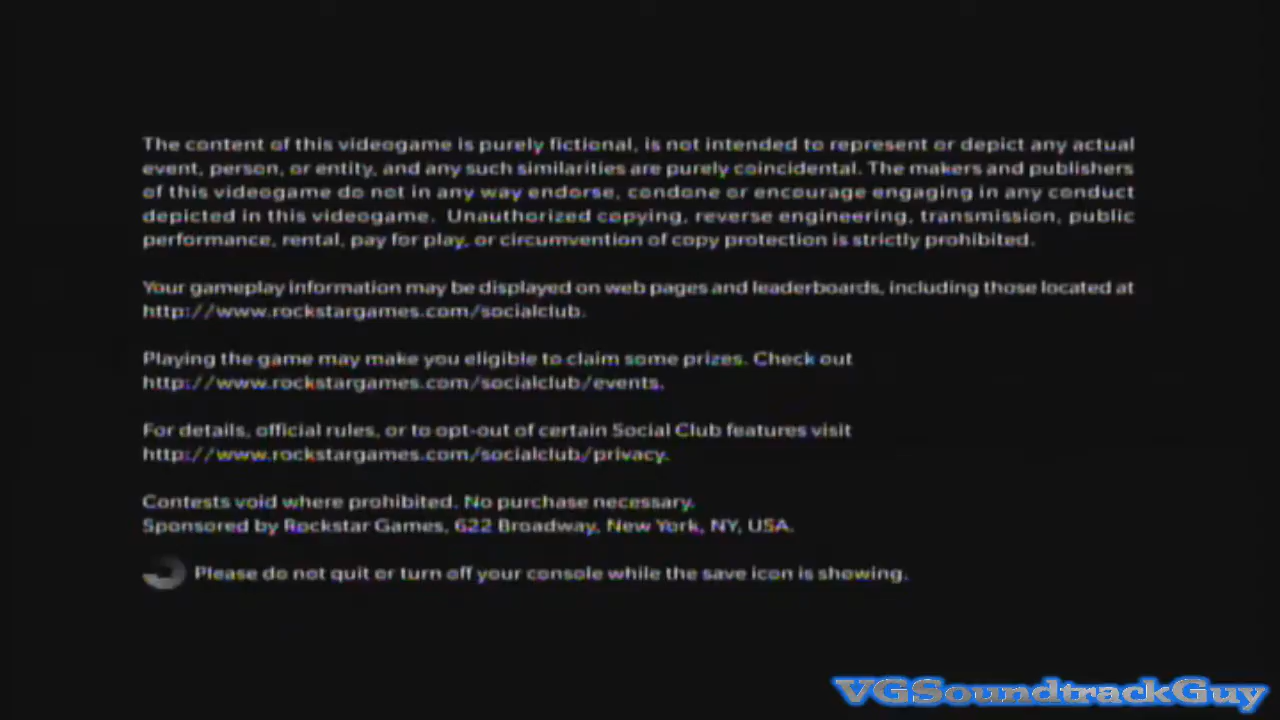 The content of this videogame is purely fictional, is not intended to represent or depict any actual
event, person, or entity, and any such similarities are purely coincidental. The makers and publishers
of this videogame do not in any way endorse, condone or encourage engaging in any conduct
depicted in this videogame. Unauthorized copying, reverse engineering, transmission, public
performance, rental, pay for play, or circumvention of copy protection is strictly prohibited.
Your gameplay information may be displayed on web pages and leaderboards, including those located at
http://www.rockstargames.com/socialclub.
Playing the game may make you eligible to claim some prizes. Check out
http://www.rockstargames.com/socialclub/events.
For details, official rules, or to opt-out of certain Social Club features visit
http://www.rockstargames.com/socialclub/privacy.
Contests void where prohibited. No purchase necessary.
Sponsored by Rockstar Games, 622 Broadway, New York, NY, USA.
Please do not quit or turn off your console while the save icon is showing.
VGSoundtrackGuy